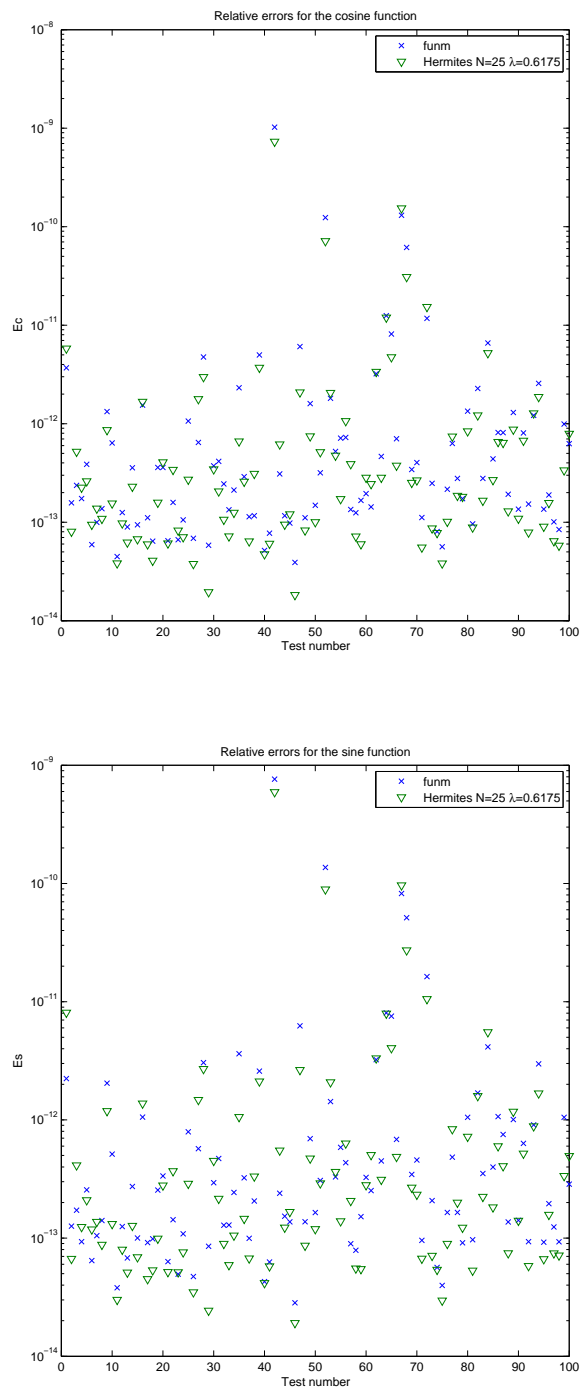 Relative errors for the cosine function
10⁻⁸
funm
Hermites N=25 λ=0.6175
10⁻⁹
10⁻¹⁰
10⁻¹¹
Ec
10⁻¹²
10⁻¹³
10⁻¹⁴
0 10 20 30 40 50 60 70 80 90 100
Test number
Relative errors for the sine function
10⁻⁹
funm
Hermites N=25 λ=0.6175
10⁻¹⁰
10⁻¹¹
Es
10⁻¹²
10⁻¹³
10⁻¹⁴
0 10 20 30 40 50 60 70 80 90 100
Test number